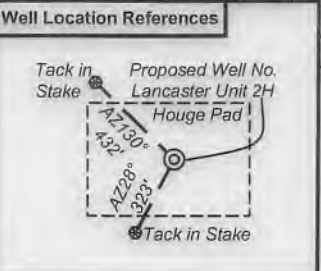 Well Location References
Tack in Stake
Proposed Well No.
Lancaster Unit 2H
Houge Pad
AZ130°
432'
AZ28°
323'
Tack in Stake